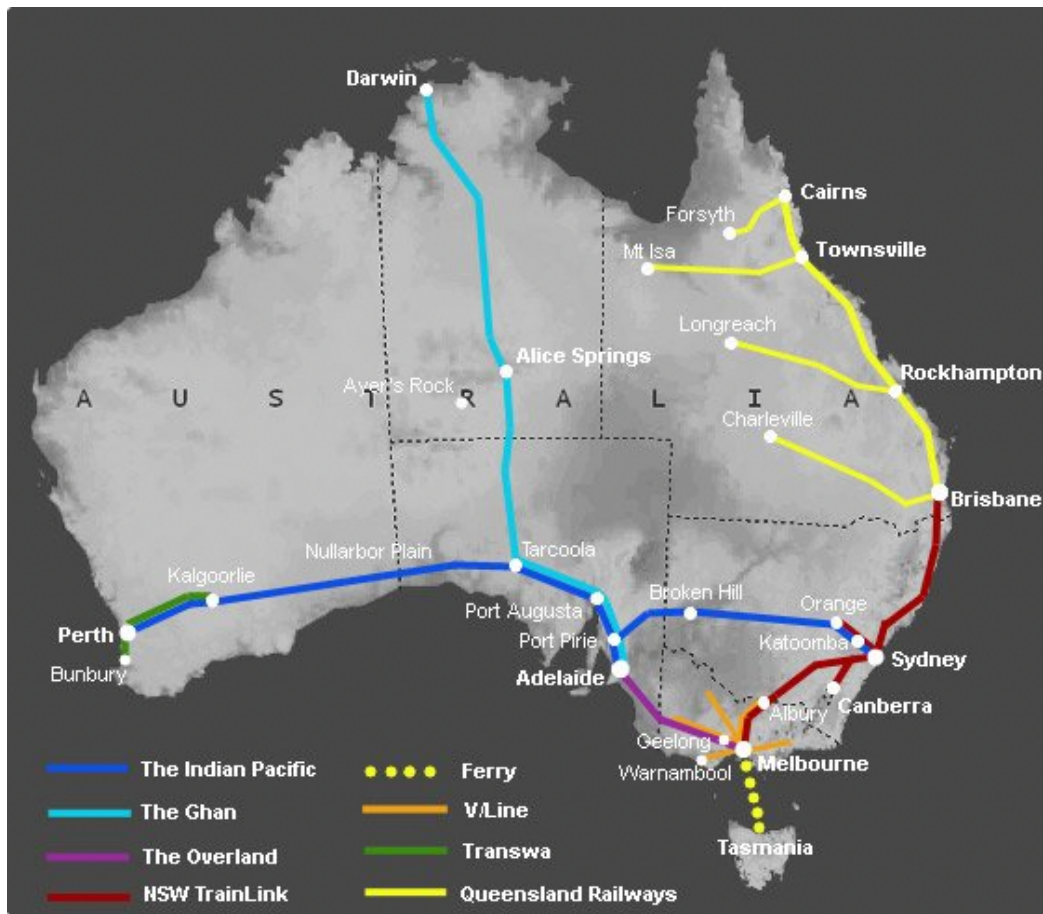 Darwin
Cairns
Forsyth
Townsville
Mt Isa
Longreach
Alice Springs
Rockhampton
Ayer's Rock
A U S T R A L I A
Charleville
Brisbane
Nullarbor Plain
Tarcoola
Kalgoorlie
Broken Hill
Port Augusta
Orange
Perth
Port Pirie
Katoomba
Sydney
Bunbury
Adelaide
Canberra
Albury
Geelong
Melbourne
Warnambool
The Indian Pacific
Ferry
The Ghan
V/Line
Tasmania
The Overland
Transwa
NSW TrainLink
Queensland Railways